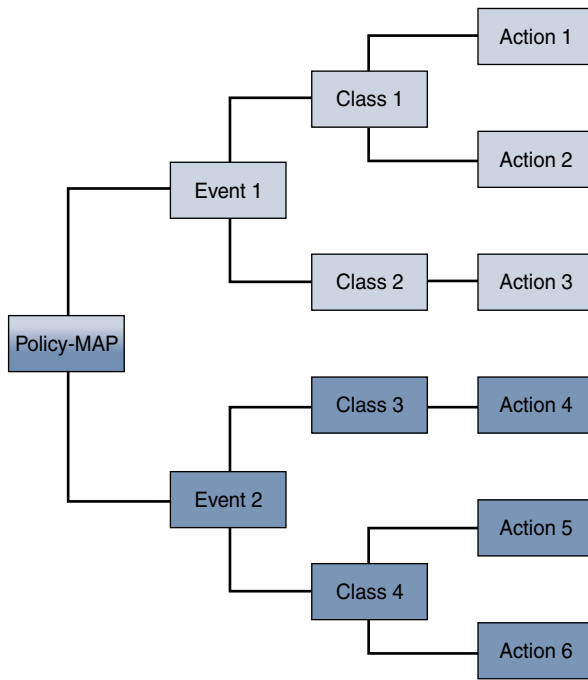 Action 1
Class 1
Action 2
Event 1
Class 2
Action 3
Policy-MAP
Class 3
Action 4
Event 2
Action 5
Class 4
Action 6